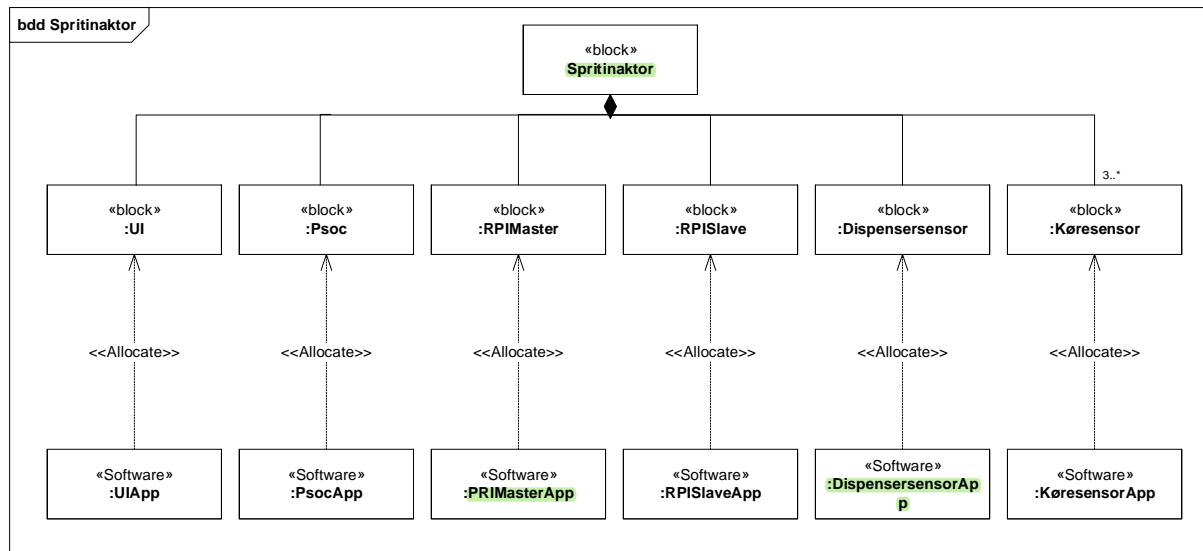 bdd Spritinaktor
«block»
Spritinaktor
3..*
«block»
:UI
«block»
:Psoc
«block»
:RPIMaster
«block»
:RPISlave
«block»
:Dispensersensor
«block»
:Køresensor
<<Allocate>>
<<Allocate>>
<<Allocate>>
<<Allocate>>
<<Allocate>>
<<Allocate>>
«Software»
:UIApp
«Software»
:PsocApp
«Software»
:PRIMasterApp
«Software»
:RPISlaveApp
«Software»
:DispensersensorAp
p
«Software»
:KøresensorApp